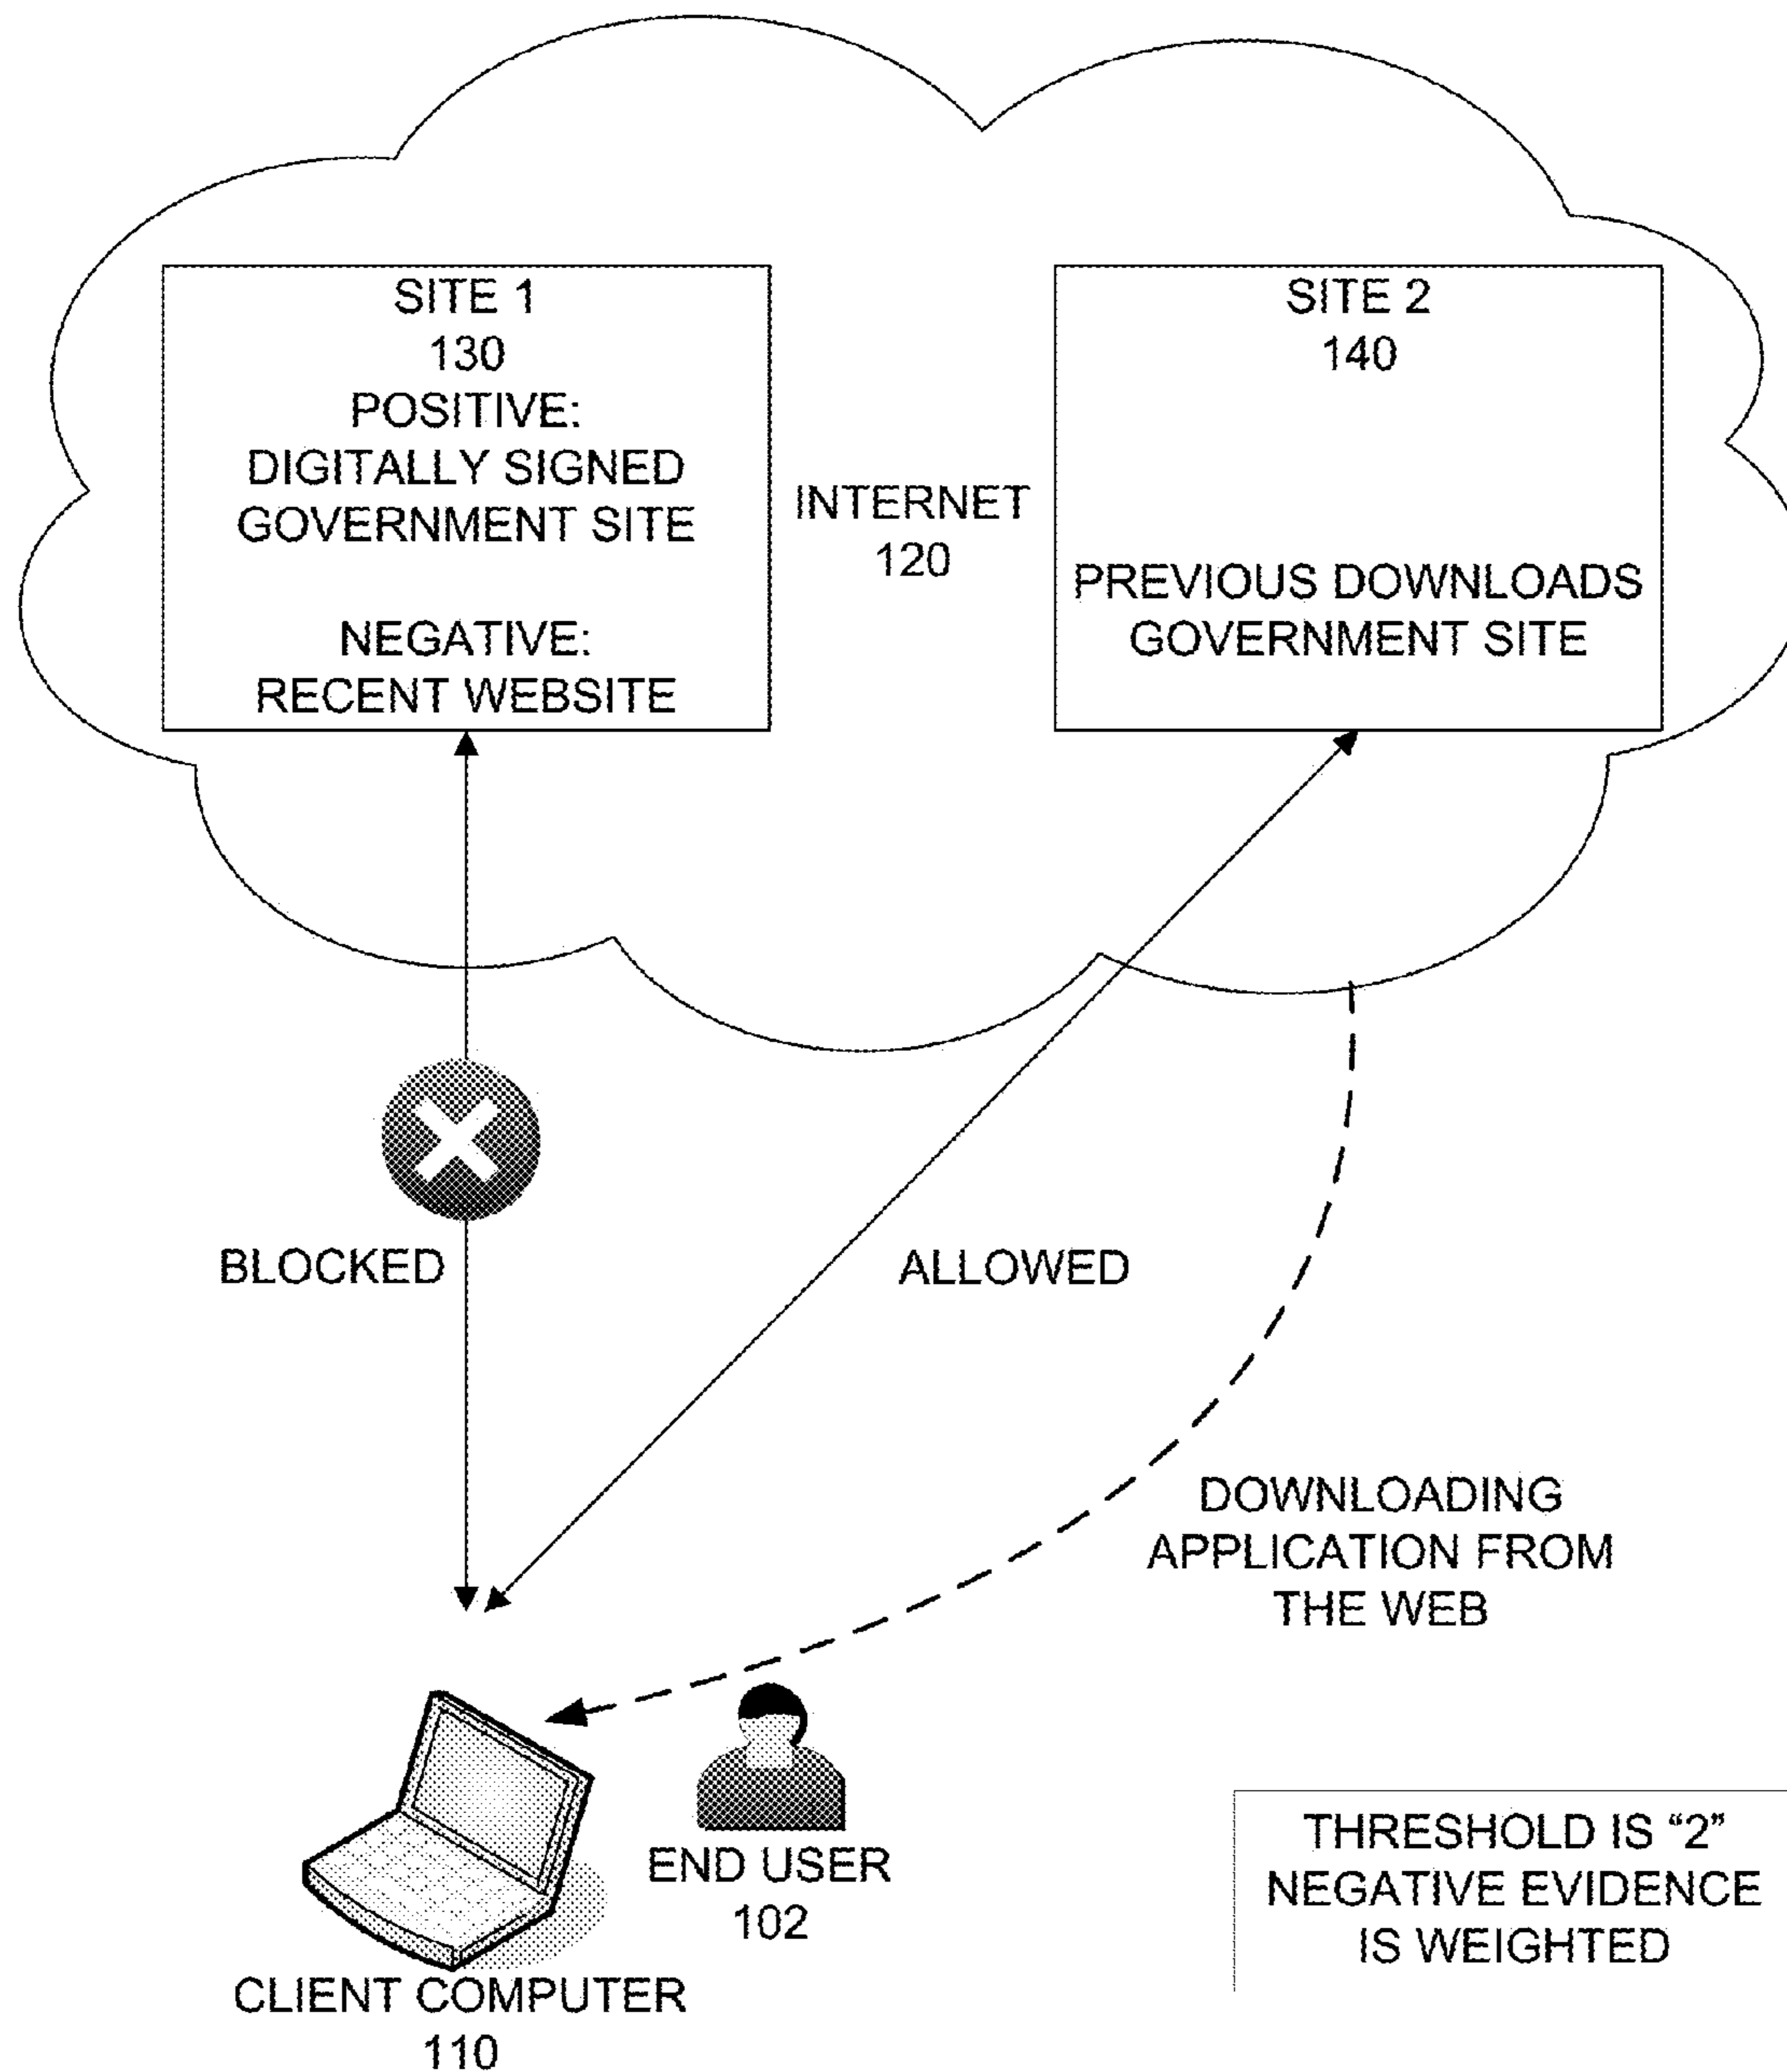 SITE 1
130
POSITIVE:
DIGITALLY SIGNED
GOVERNMENT SITE
NEGATIVE:
RECENT WEBSITE
INTERNET
120
SITE 2
140
PREVIOUS DOWNLOADS
GOVERNMENT SITE
BLOCKED
ALLOWED
DOWNLOADING
APPLICATION FROM
THE WEB
END USER
102
CLIENT COMPUTER
110
THRESHOLD IS “2”
NEGATIVE EVIDENCE
IS WEIGHTED